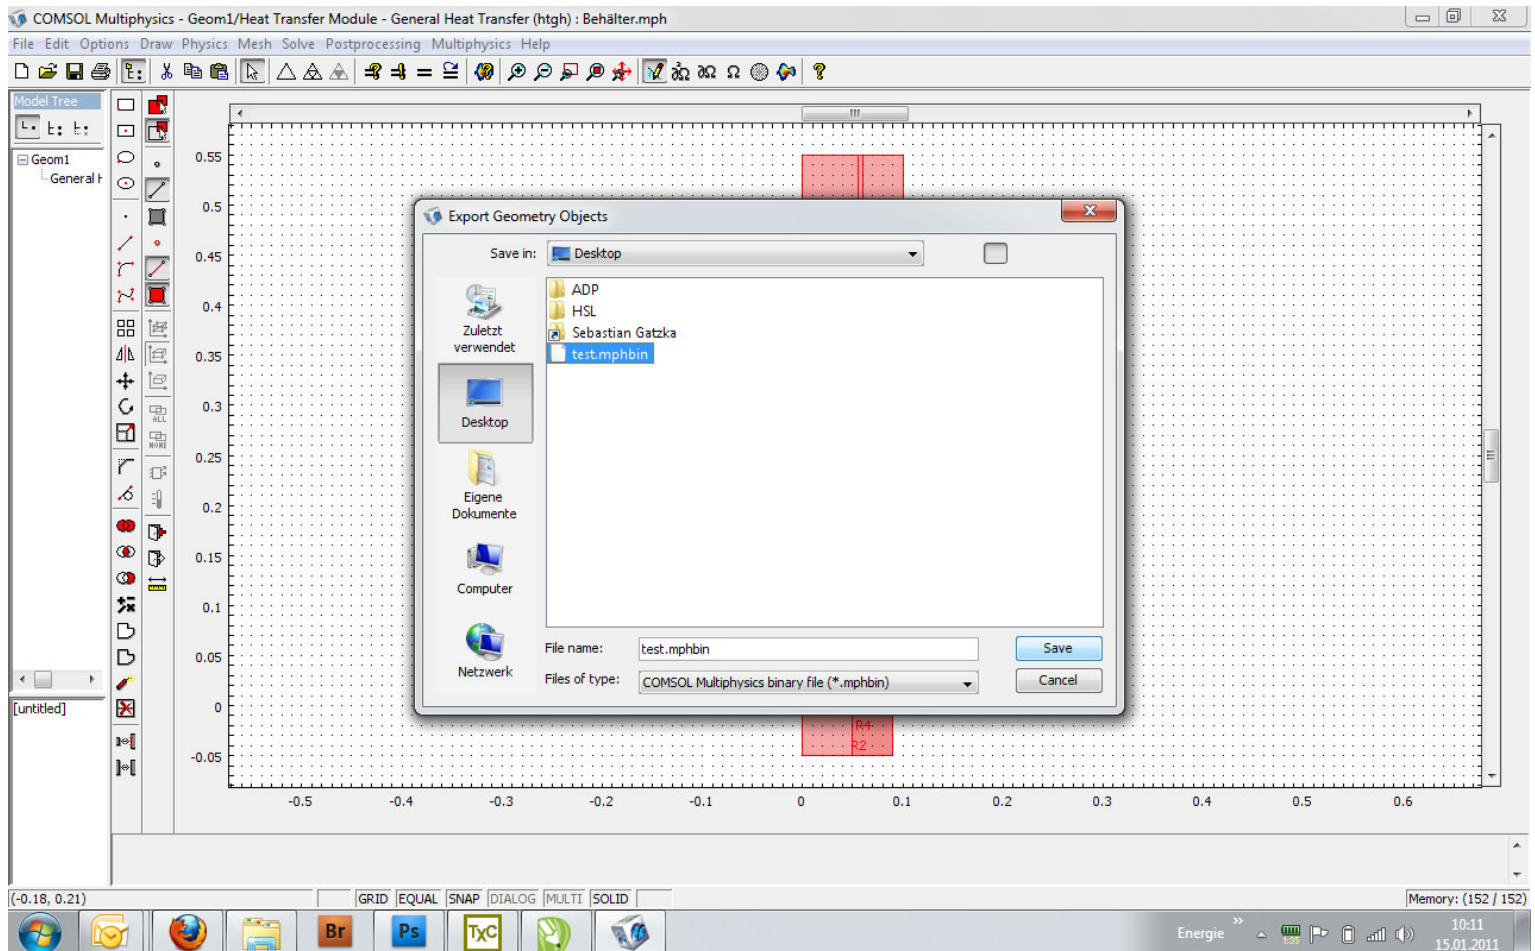 COMSOL Multiphysics - Geom1/Heat Transfer Module - General Heat Transfer (htgh) : Behälter.mph
File Edit Options Draw Physics Mesh Solve Postprocessing Multiphysics Help
Model Tree
Geom1
General H
[untitled]
ALL
NONE
0.55
0.5
0.45
0.4
0.35
0.3
0.25
0.2
0.15
0.1
0.05
0
-0.05
Export Geometry Objects
Save in: Desktop
Zuletzt verwendet
Desktop
Eigene Dokumente
Computer
Netzwerk
ADP
HSL
Sebastian Gatzka
test.mphbin
File name: test.mphbin Save
Files of type: COMSOL Multiphysics binary file (*.mphbin) Cancel
R4
R2
-0.5 -0.4 -0.3 -0.2 -0.1 0 0.1 0.2 0.3 0.4 0.5 0.6
(-0.18, 0.21) GRID EQUAL SNAP DIALOG MULTI SOLID Memory: (152 / 152)
Br Ps TxC Energie » 1:35 10:11
15.01.2011